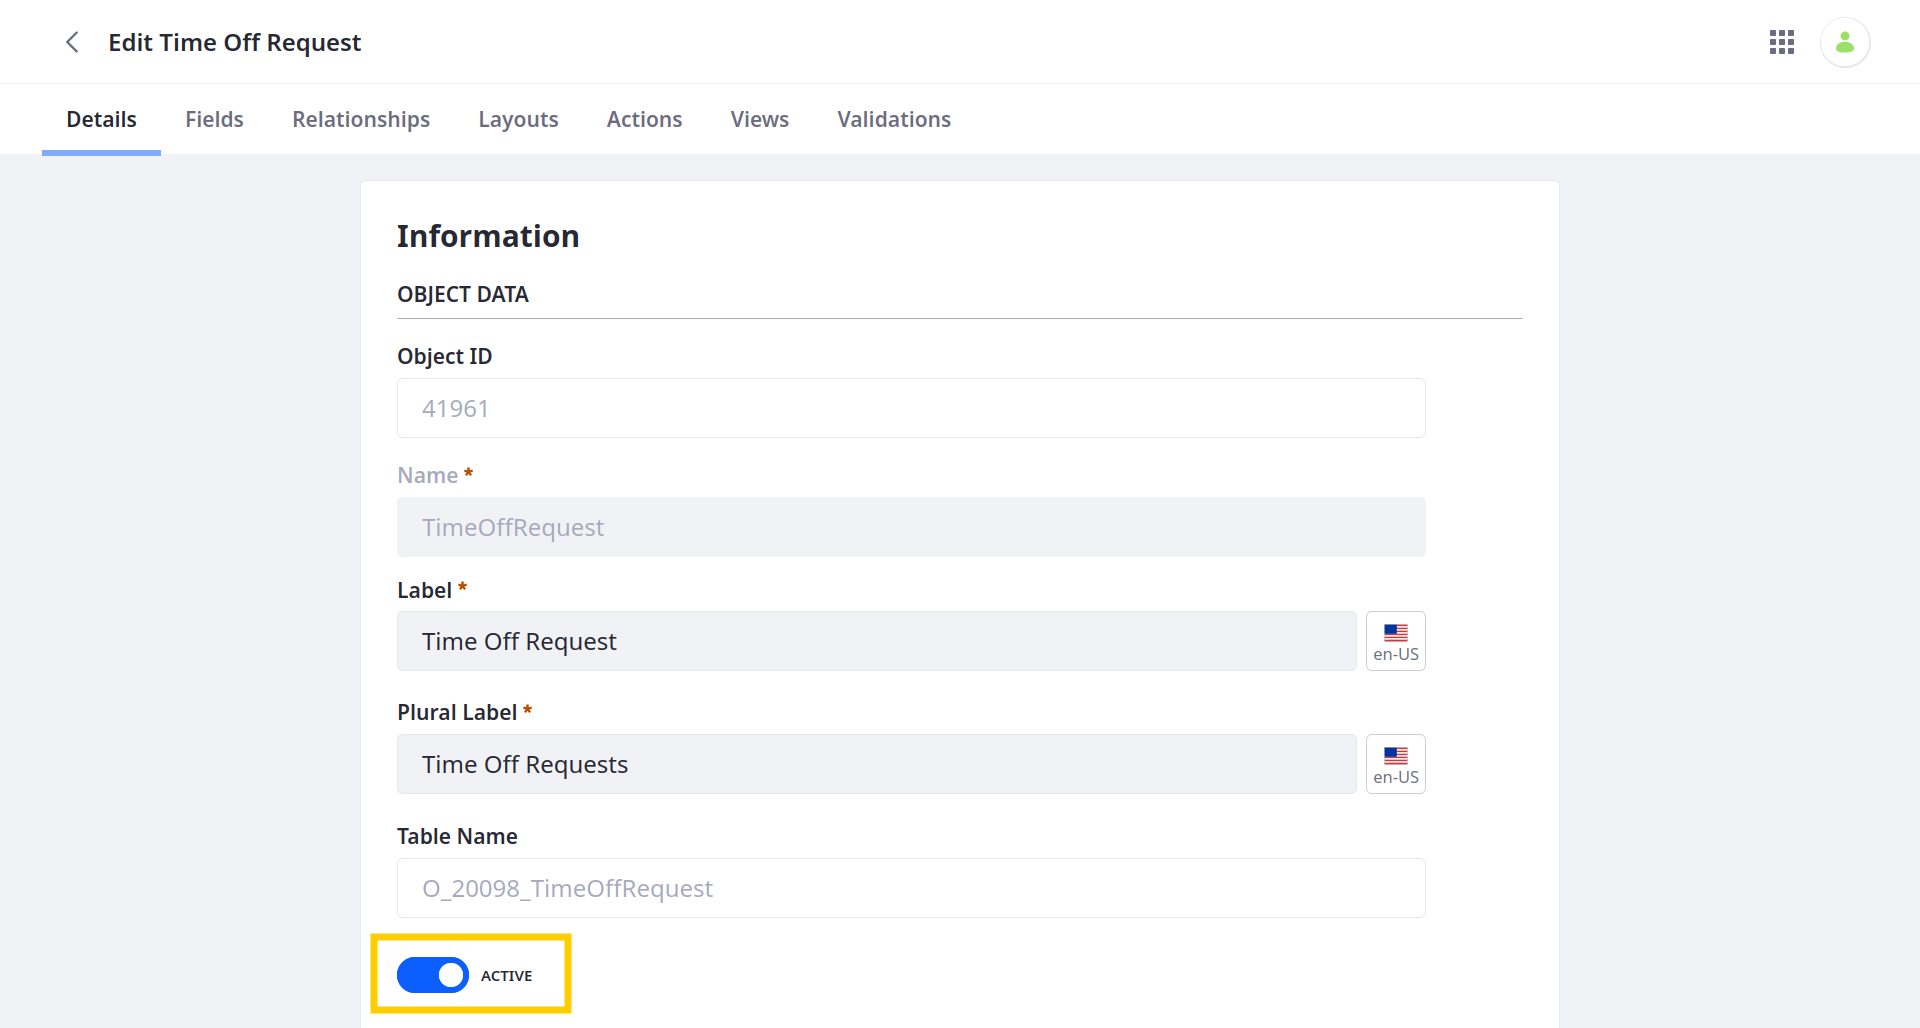 Edit Time Off Request
Details Fields Relationships Layouts Actions Views Validations
Information
OBJECT DATA
Object ID
41961
Name *
TimeOffRequest
Label *
Time Off Request
en-US
Plural Label *
Time Off Requests
en-US
Table Name
O_20098_TimeOffRequest
ACTIVE